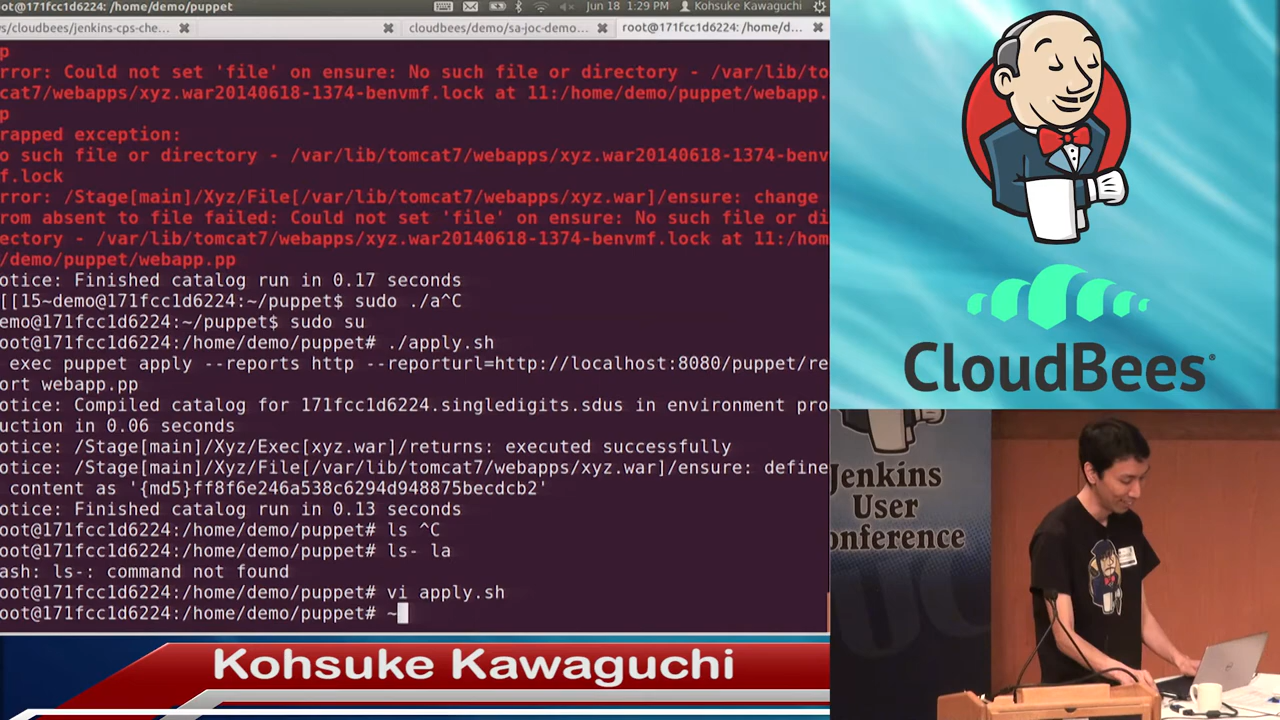 root@171fcc1d6224: /home/demo/puppet
Jun 18 1:29 PM Kohsuke Kawaguchi
s/cloudbees/jenkins-cps-che...
cloudbees/demo/sa-joc-demo...
root@171fcc1d6224: /home/d...
p
rror: Could not set 'file' on ensure: No such file or directory - /var/lib/to
cat7/webapps/xyz.war20140618-1374-benvmf.lock at 11:/home/demo/puppet/webapp.
p
rapped exception:
o such file or directory - /var/lib/tomcat7/webapps/xyz.war20140618-1374-benv
f.lock
rror: /Stage[main]/Xyz/File[/var/lib/tomcat7/webapps/xyz.war]/ensure: change
rom absent to file failed: Could not set 'file' on ensure: No such file or di
ectory - /var/lib/tomcat7/webapps/xyz.war20140618-1374-benvmf.lock at 11:/hom
/demo/puppet/webapp.pp
otice: Finished catalog run in 0.17 seconds
[[15~demo@171fcc1d6224:~/puppet$ sudo ./a^C
emo@171fcc1d6224:~/puppet$ sudo su
root@171fcc1d6224:/home/demo/puppet# ./apply.sh
exec puppet apply --reports http --reporturl=http://localhost:8080/puppet/re
ort webapp.pp
otice: Compiled catalog for 171fcc1d6224.singledigits.sdus in environment pro
uction in 0.06 seconds
otice: /Stage[main]/Xyz/Exec[xyz.war]/returns: executed successfully
otice: /Stage[main]/Xyz/File[/var/lib/tomcat7/webapps/xyz.war]/ensure: define
content as '{md5}ff8f6e246a538c6294d948875becdcb2'
otice: Finished catalog run in 0.13 seconds
root@171fcc1d6224:/home/demo/puppet# ls ^C
root@171fcc1d6224:/home/demo/puppet# ls- la
ash: ls-: command not found
root@171fcc1d6224:/home/demo/puppet# vi apply.sh
root@171fcc1d6224:/home/demo/puppet# ~
Kohsuke Kawaguchi
CloudBees®
Jenkins
User
onference